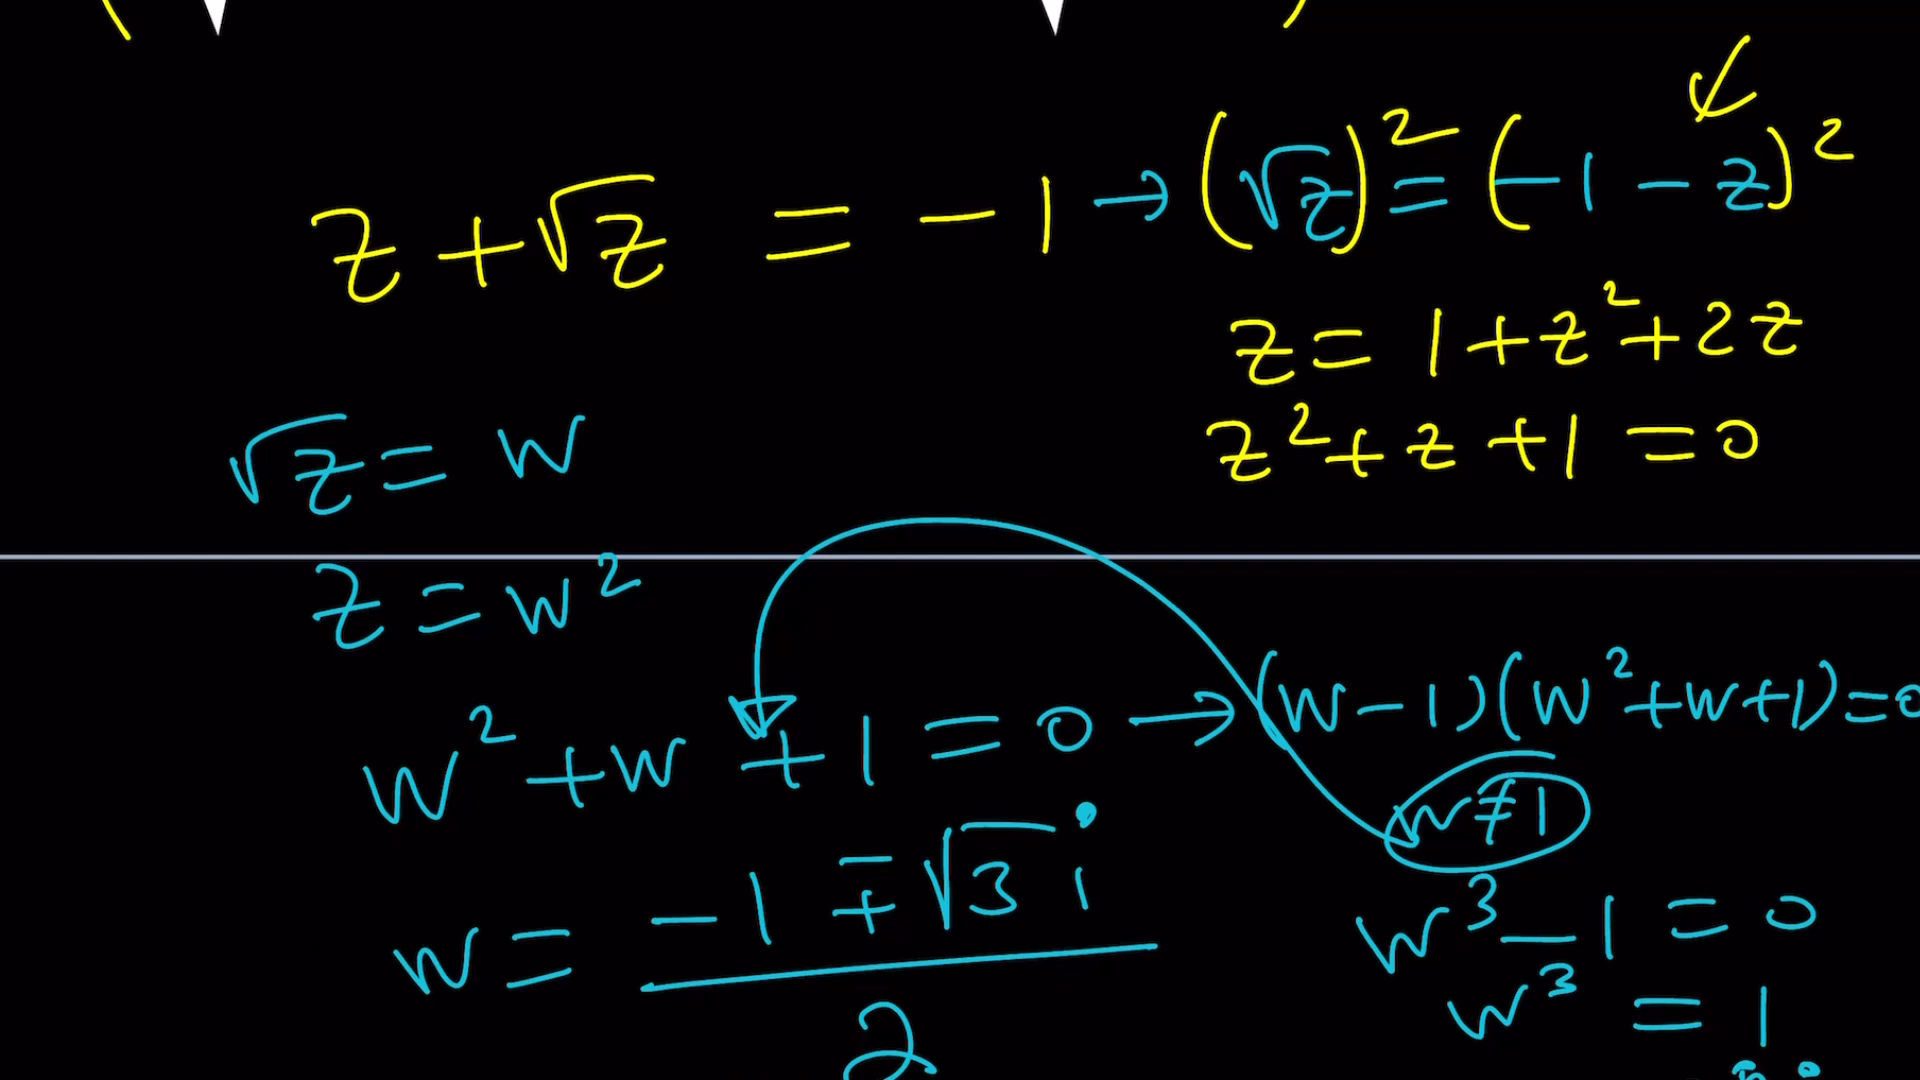 z + √z = -1 → (√z)² = (-1 - z)²
z = 1 + z² + 2z
z² + z + 1 = 0
√z = w
z = w²
w² + w + 1 = 0 → (w - 1)(w² + w + 1) = 0
w ≠ 1
w = (-1 ∓ √3 i) / 2
w³ - 1 = 0
w³ = 1